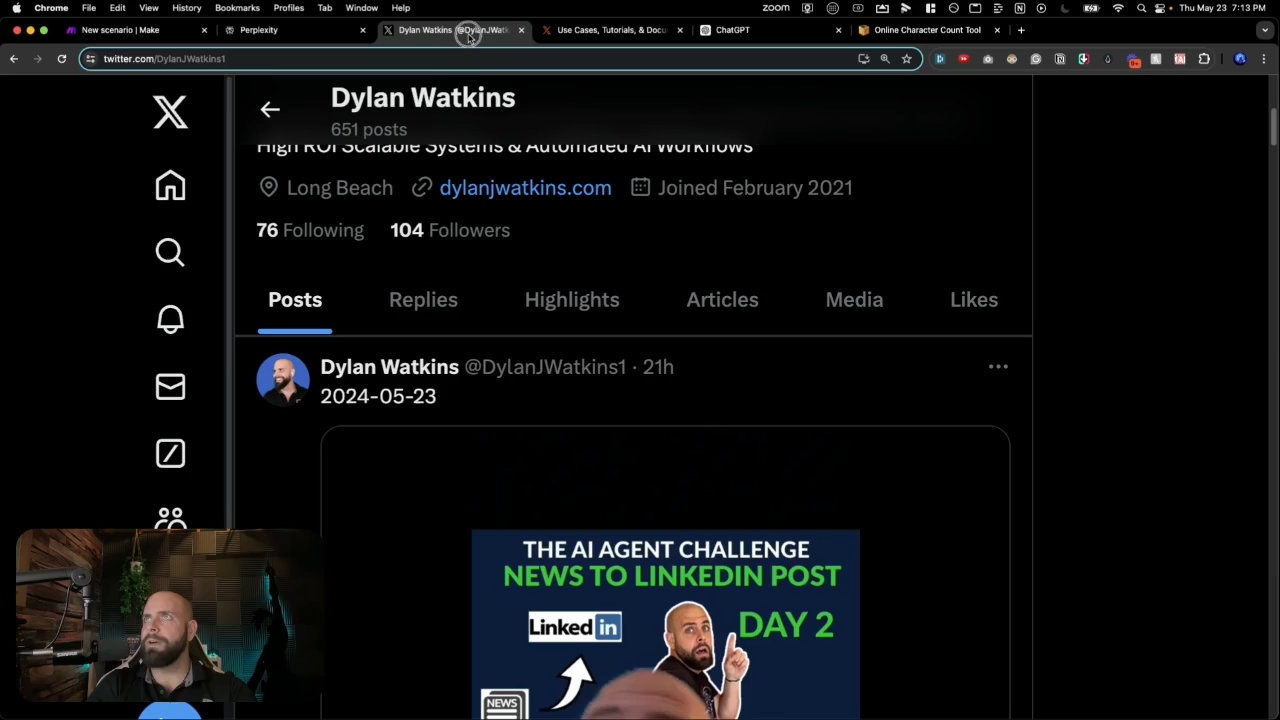 Chrome File Edit View History Bookmarks Profiles Tab Window Help zoom Thu May 23 7:13 PM
New scenario | Make Perplexity Dylan Watkins (@DylanJWatk Use Cases, Tutorials, & Docu ChatGPT Online Character Count Tool
twitter.com/DylanJWatkins1
Dylan Watkins
651 posts
High ROI Scalable Systems & Automated AI Workflows
Long Beach dylanjwatkins.com Joined February 2021
76 Following 104 Followers
Posts Replies Highlights Articles Media Likes
Dylan Watkins @DylanJWatkins1 · 21h
2024-05-23
THE AI AGENT CHALLENGE
NEWS TO LINKEDIN POST
Linked in
DAY 2
NEWS